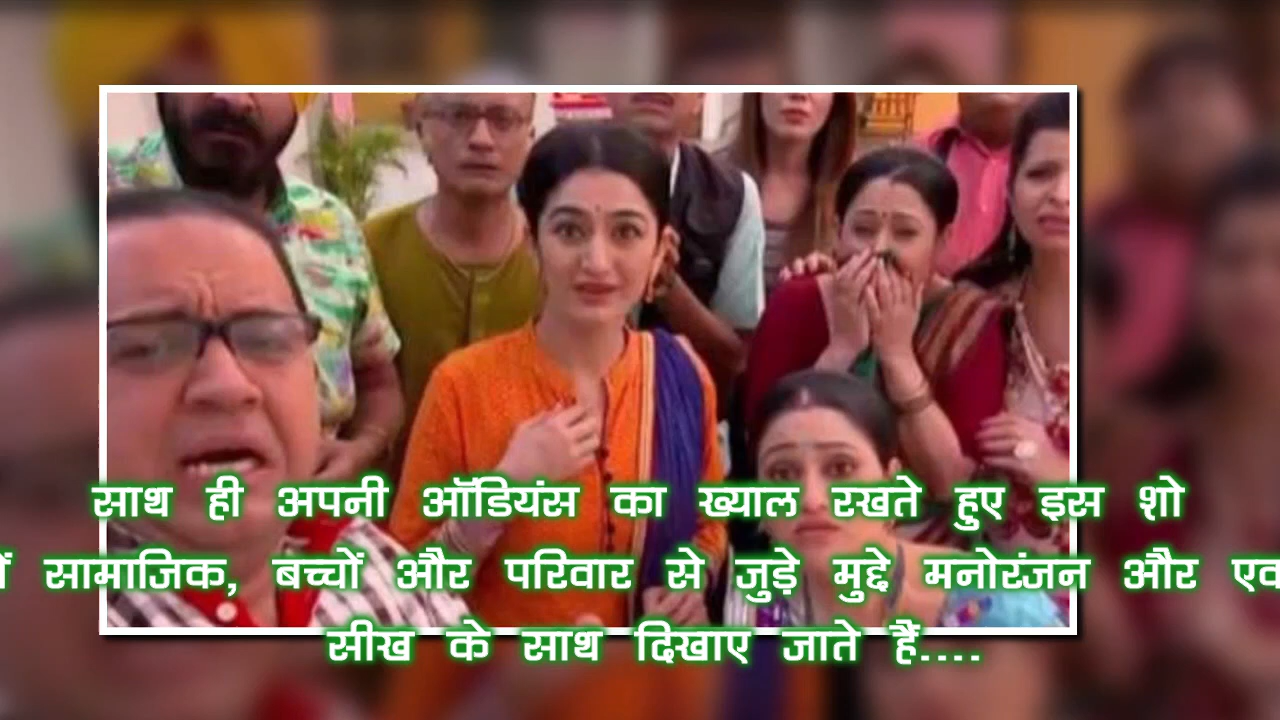 साथ ही अपनी ऑडियंस का ख्याल रखते हुए इस शो
सामाजिक, बच्चों और परिवार से जुड़े मुद्दे मनोरंजन और
सीख के साथ दिखाए जाते हैं....